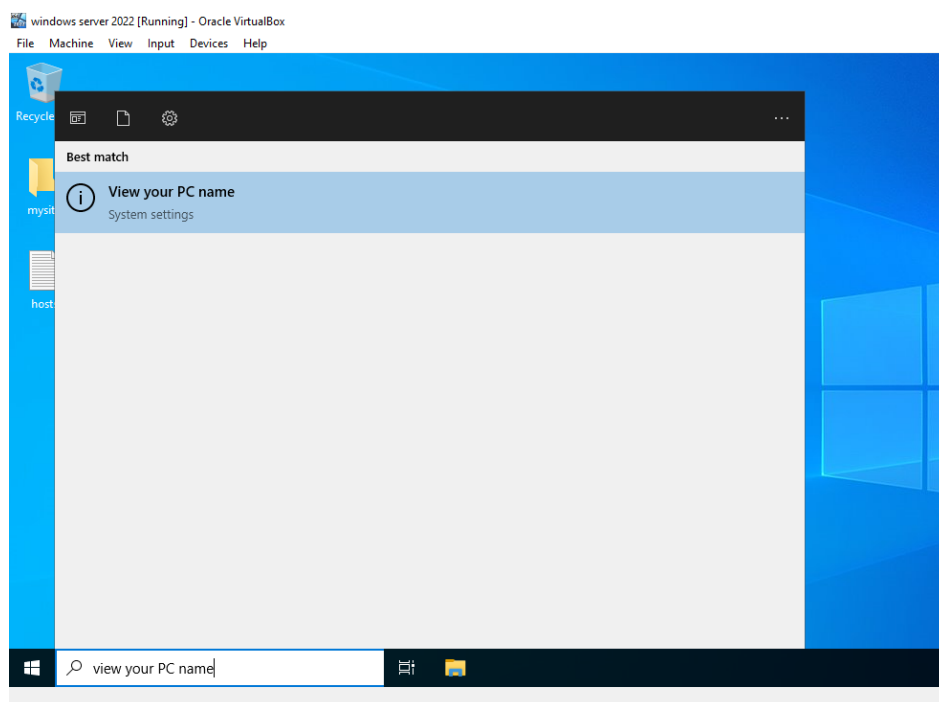 windows server 2022 [Running] - Oracle VirtualBox
File Machine View Input Devices Help
Recycle
Best match
View your PC name
System settings
mysit
hosts
view your PC name